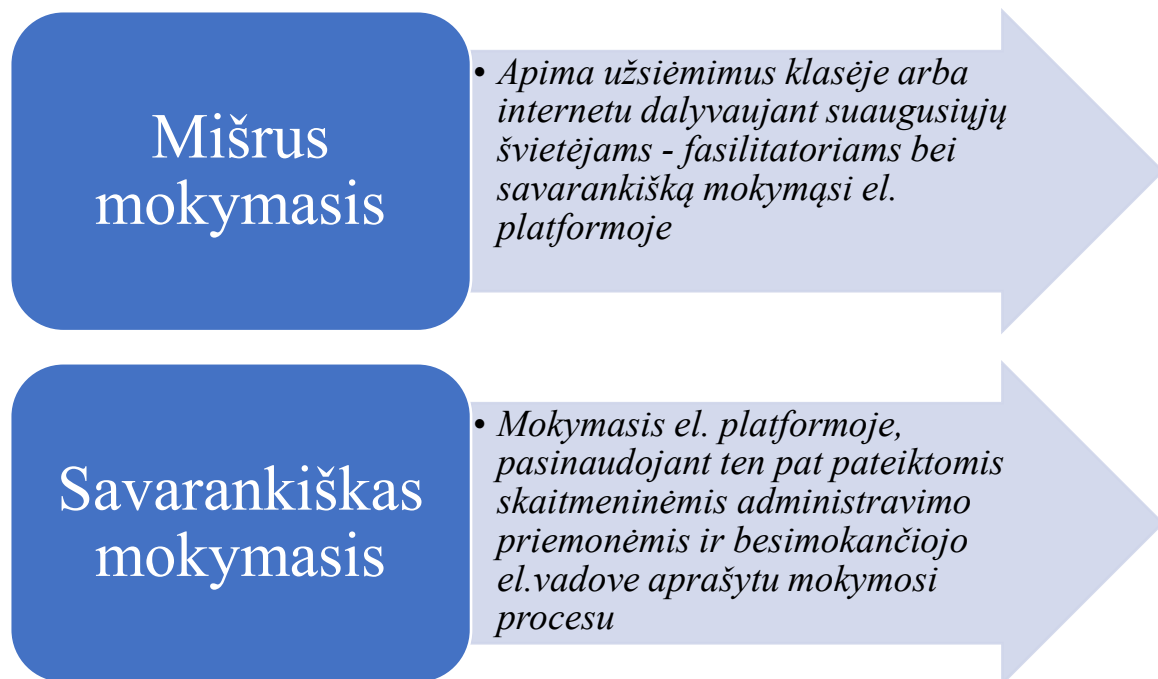 Mišrus
mokymasis
• Apima užsiėmimus klasėje arba
internetu dalyvaujant suaugusiųjų
švietėjams - fasilitatoriams bei
savarankišką mokymąsi el.
platformoje
Savarankiškas
mokymasis
• Mokymasis el. platformoje,
pasinaudojant ten pat pateiktomis
skaitmeninėmis administravimo
priemonėmis ir besimokančiojo
el.vadove aprašytu mokymosi
procesu